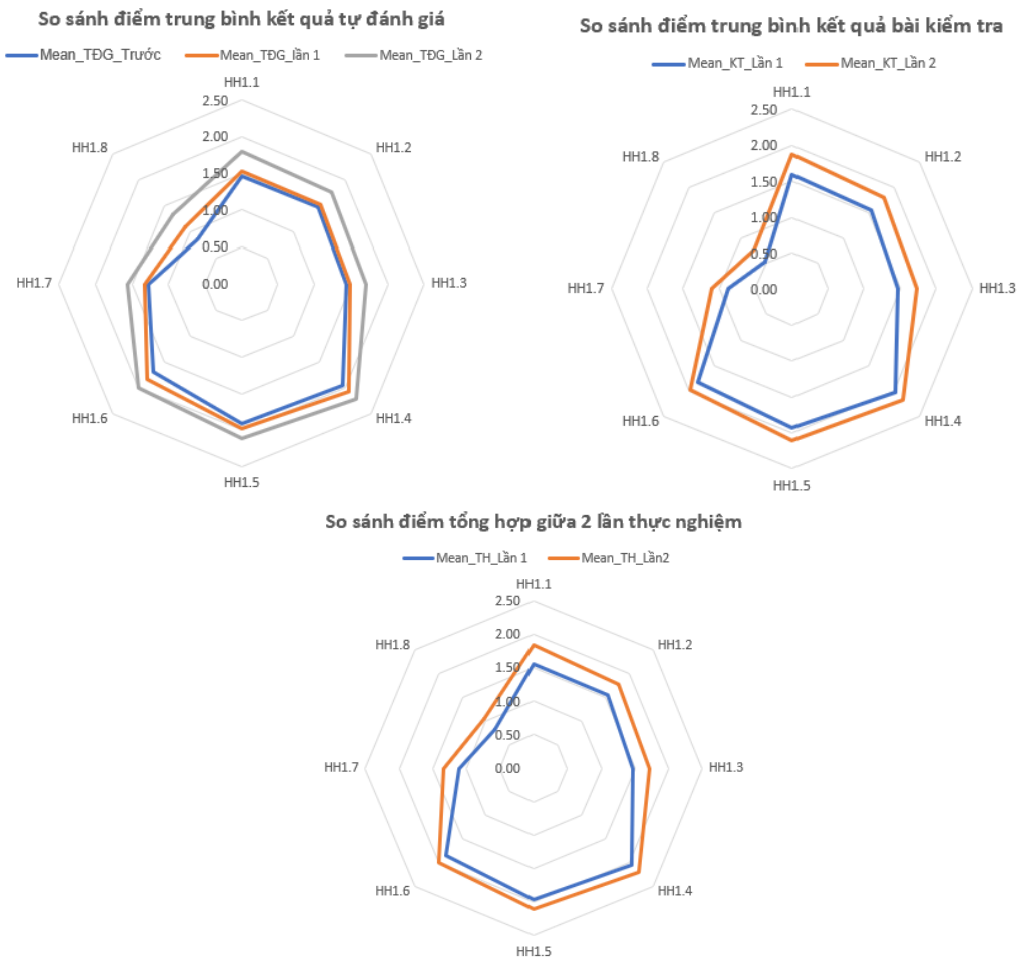 So sánh điểm trung bình kết quả tự đánh giá
Mean_TĐG_Trước Mean_TĐG_lần 1 Mean_TĐG_Lần 2
HH1.1
2.50
HH1.8
HH1.2
2.00
1.50
1.00
0.50
HH1.7
0.00
HH1.3
HH1.6
HH1.4
HH1.5
So sánh điểm trung bình kết quả bài kiểm tra
Mean_KT_Lần 1 Mean_KT_Lần 2
HH1.1
2.50
HH1.8
HH1.2
2.00
1.50
1.00
0.50
HH1.7
0.00
HH1.3
HH1.6
HH1.4
HH1.5
So sánh điểm tổng hợp giữa 2 lần thực nghiệm
Mean_TH_Lần 1 Mean_TH_Lần2
HH1.1
2.50
HH1.8
HH1.2
2.00
1.50
1.00
0.50
HH1.7
0.00
HH1.3
HH1.6
HH1.4
HH1.5